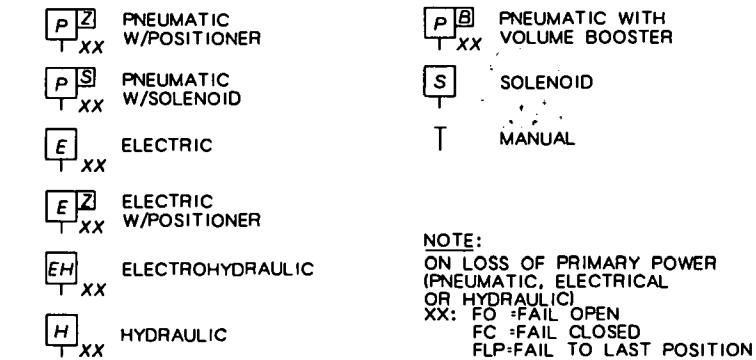 P Z PNEUMATIC
XX W/POSITIONER
P S PNEUMATIC
XX W/SOLENOID
E ELECTRIC
XX
E Z ELECTRIC
XX W/POSITIONER
EH ELECTROHYDRAULIC
XX
H HYDRAULIC
XX
P B PNEUMATIC WITH
XX VOLUME BOOSTER
S SOLENOID
MANUAL
NOTE:
ON LOSS OF PRIMARY POWER
(PNEUMATIC, ELECTRICAL
OR HYDRAULIC)
XX: FO =FAIL OPEN
FC =FAIL CLOSED
FLP=FAIL TO LAST POSITION